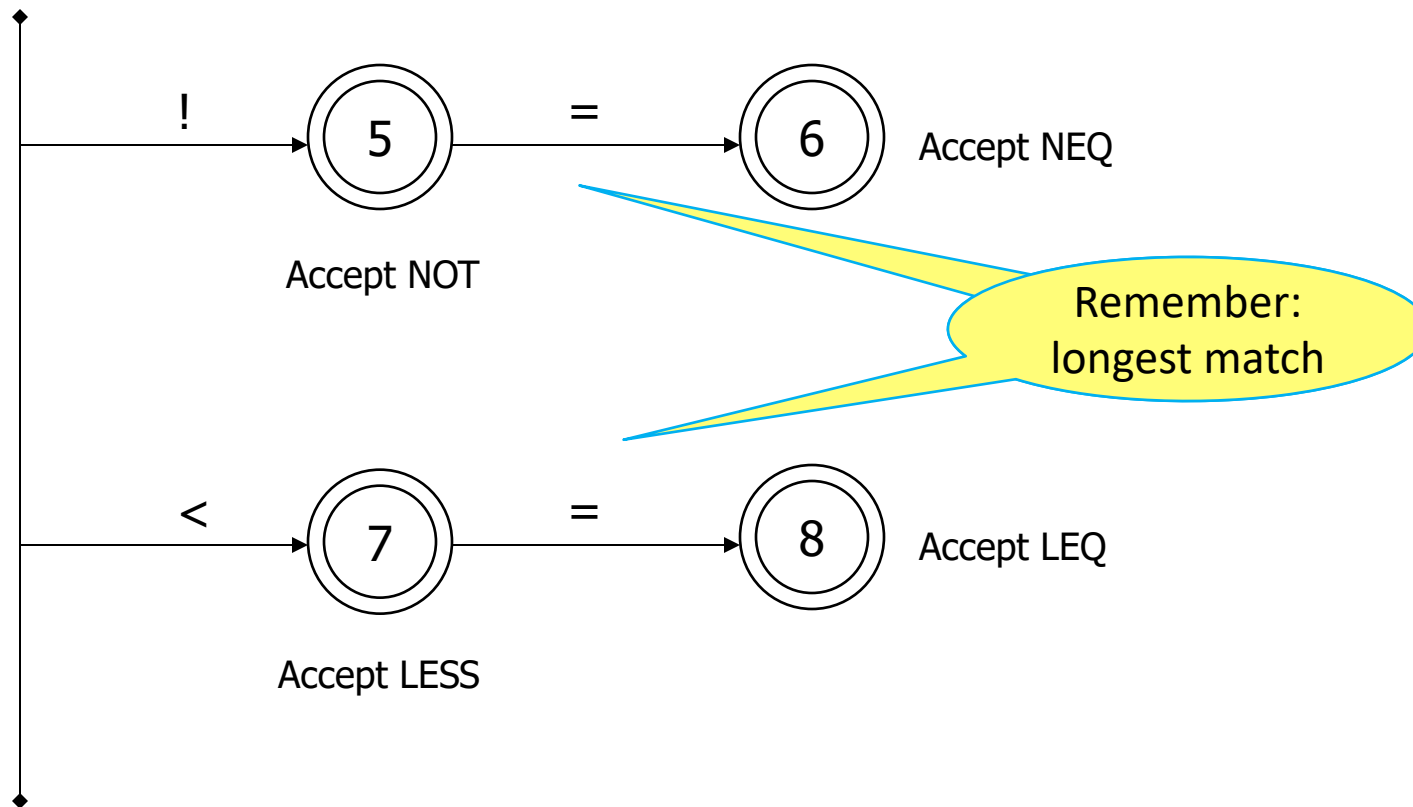 ! 5 = 6 Accept NEQ
Accept NOT
Remember:
longest match
< 7 = 8 Accept LEQ
Accept LESS